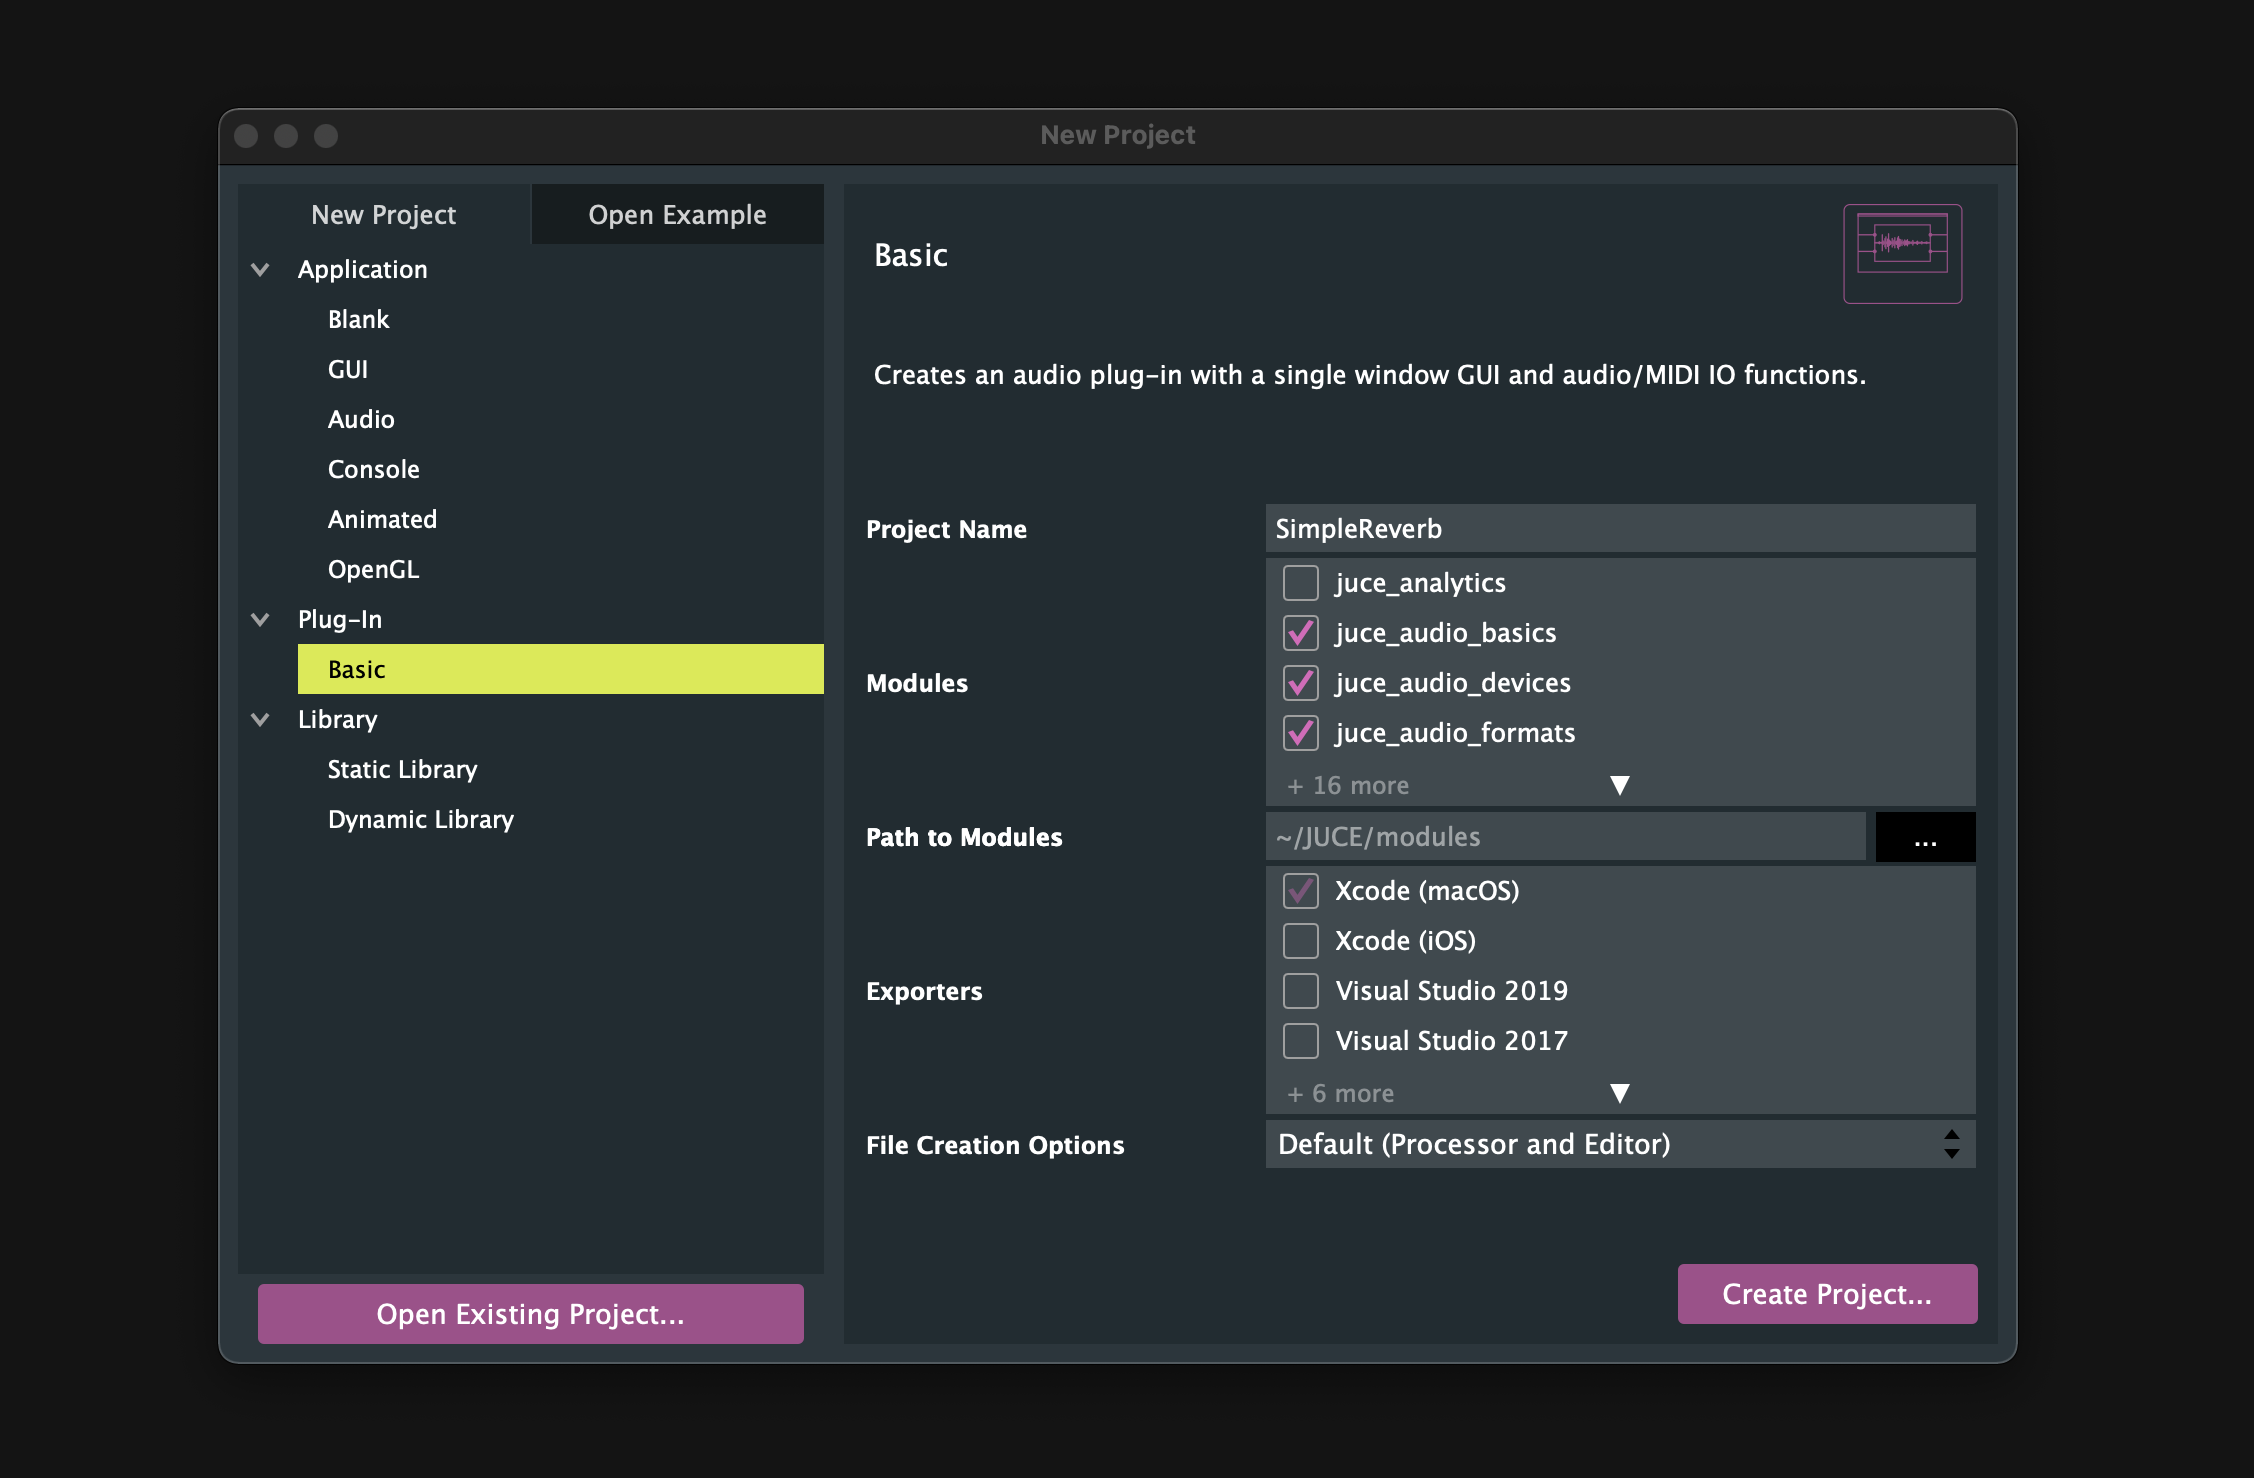 New Project
New Project
Open Example
Application
Blank
GUI
Audio
Console
Animated
OpenGL
Plug-In
Basic
Library
Static Library
Dynamic Library
Open Existing Project...
Basic
Creates an audio plug-in with a single window GUI and audio/MIDI IO functions.
Project Name
SimpleReverb
Modules
juce_analytics
juce_audio_basics
juce_audio_devices
juce_audio_formats
+ 16 more
Path to Modules
~/JUCE/modules
...
Exporters
Xcode (macOS)
Xcode (iOS)
Visual Studio 2019
Visual Studio 2017
+ 6 more
File Creation Options
Default (Processor and Editor)
Create Project...